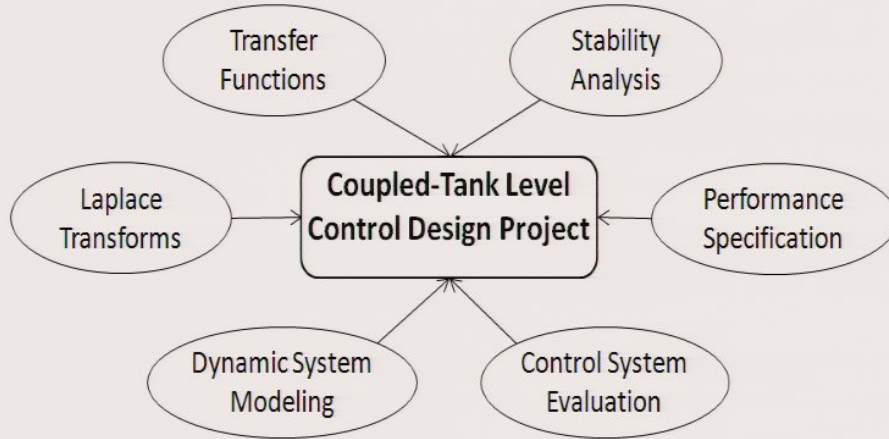 Transfer
Functions
Stability
Analysis
Laplace
Transforms
Coupled-Tank Level
Control Design Project
Performance
Specification
Dynamic System
Modeling
Control System
Evaluation